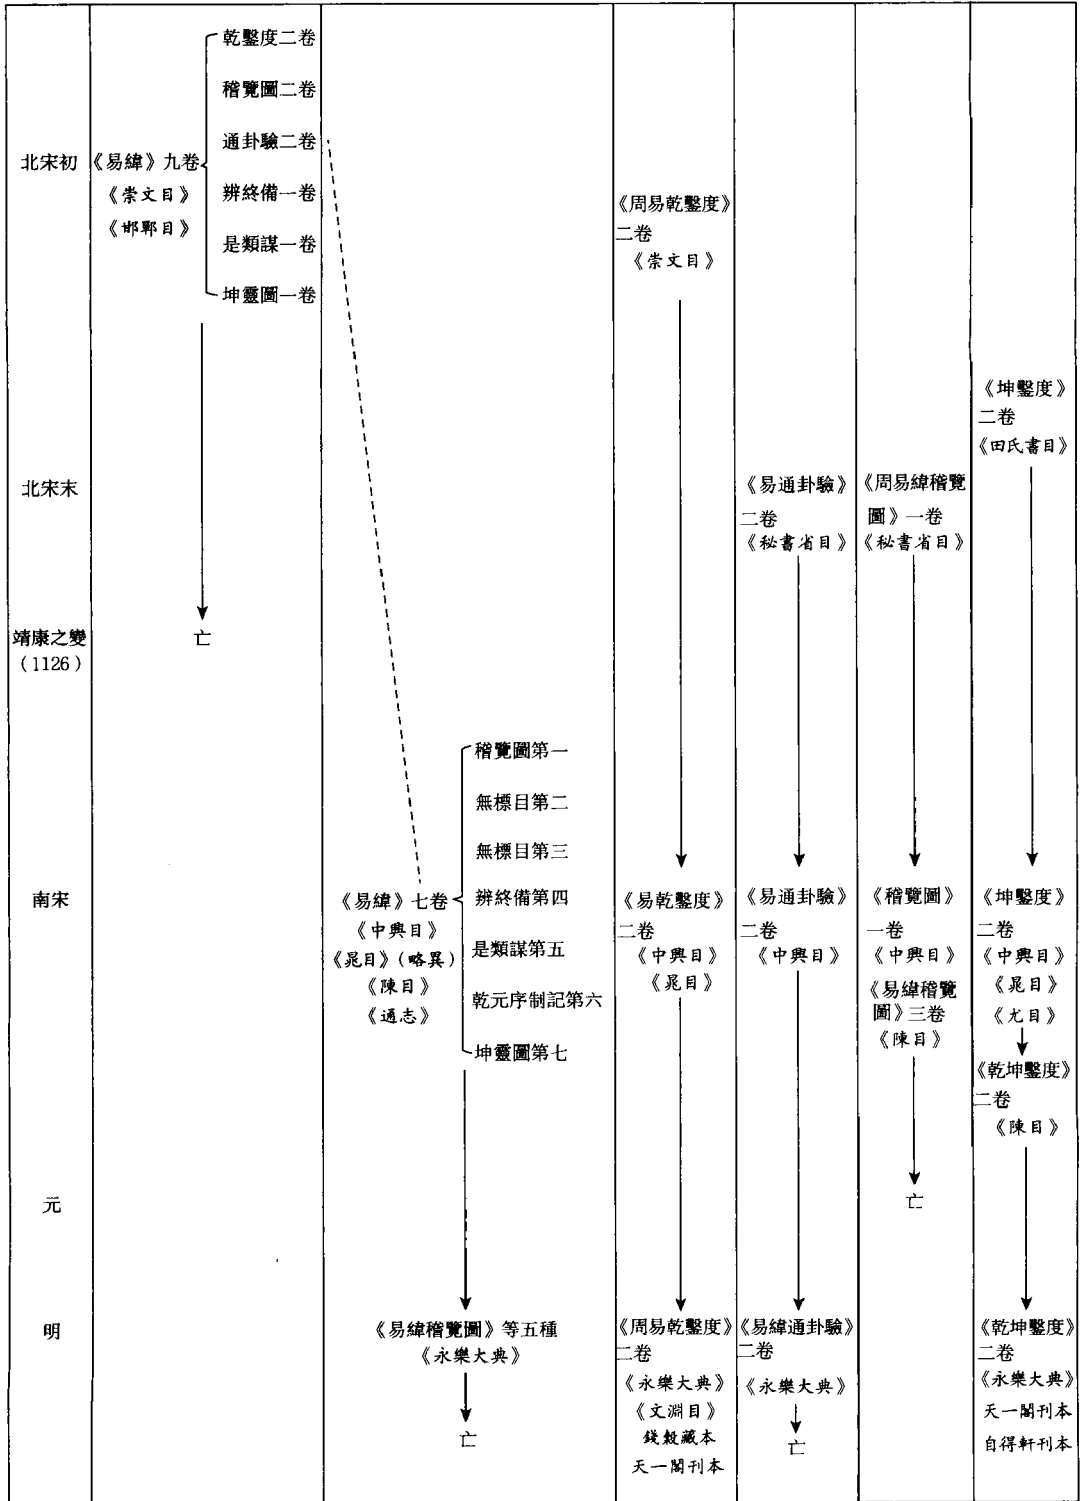 北宋初
北宋末
靖康之變
（1126）
南宋
元
明
《易緯》九卷
《崇文目》
《邯鄲目》
乾鑿度二卷
稽覽圖二卷
通卦驗二卷
辨終備一卷
是類謀一卷
坤靈圖一卷
亡
《易緯》七卷
《中興目》
《晁目》（略異）
《陳目》
《通志》
稽覽圖第一
無標目第二
無標目第三
辨終備第四
是類謀第五
乾元序制記第六
坤靈圖第七
《易緯稽覽圖》等五種
《永樂大典》
亡
《周易乾鑿度》
二卷
《崇文目》
《易乾鑿度》
二卷
《中興目》
《晁目》
《周易乾鑿度》
二卷
《永樂大典》
《文淵目》
錢穀藏本
天一閣刊本
《易通卦驗》
二卷
《秘書省目》
《易通卦驗》
二卷
《中興目》
《易緯通卦驗》
二卷
《永樂大典》
亡
《周易緯稽覽
圖》一卷
《秘書省目》
《稽覽圖》
一卷
《中興目》
《易緯稽覽
圖》三卷
《陳目》
亡
《坤鑿度》
二卷
《田氏書目》
《坤鑿度》
二卷
《中興目》
《晁目》
《尤目》
《乾坤鑿度》
二卷
《陳目》
《乾坤鑿度》
二卷
《永樂大典》
天一閣刊本
自得軒刊本